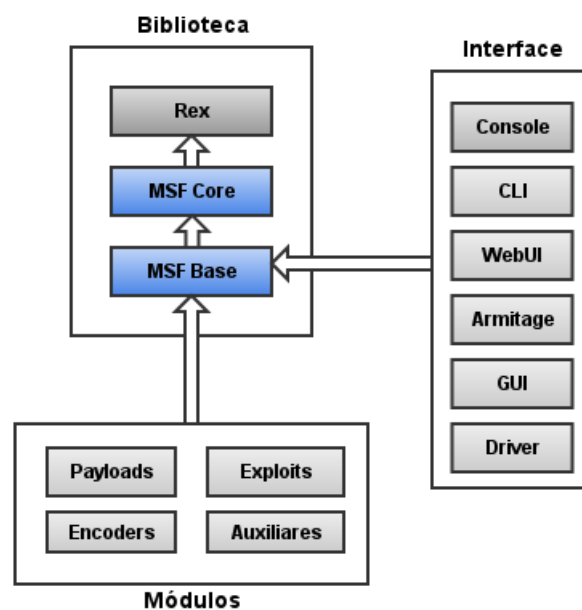 Biblioteca
Rex
MSF Core
MSF Base
Interface
Console
CLI
WebUI
Armitage
GUI
Driver
Payloads
Exploits
Encoders
Auxiliares
Módulos